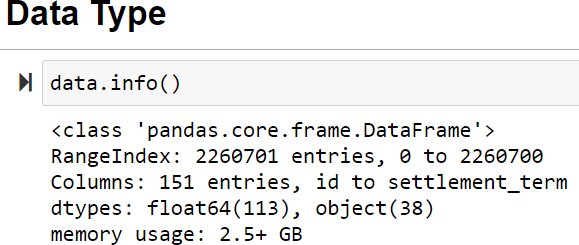 Data Type
data.info()
<class 'pandas.core.frame.DataFrame'>
RangeIndex: 2260701 entries, 0 to 2260700
Columns: 151 entries, id to settlement_term
dtypes: float64(113), object(38)
memory usage: 2.5+ GB